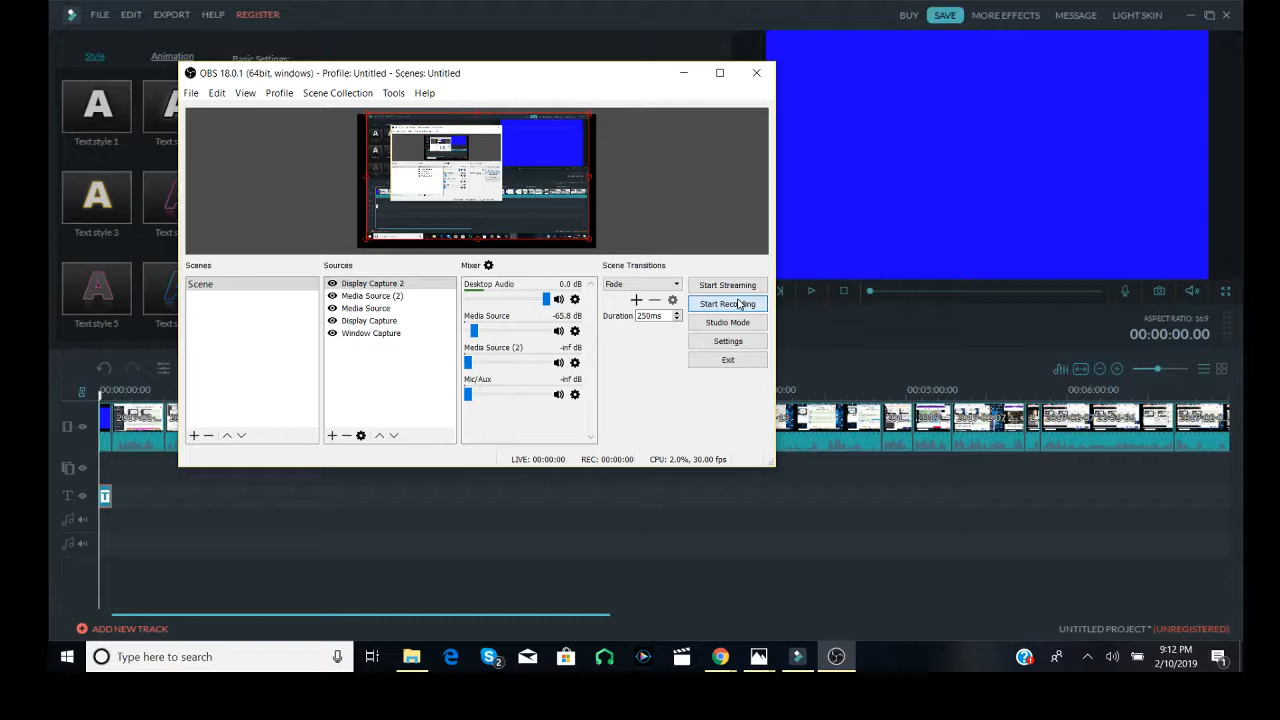 FILE EDIT EXPORT HELP REGISTER
BUY SAVE MORE EFFECTS MESSAGE LIGHT SKIN
Style Animation Basic Settings:
A
Text style 1
A
Text style 3
A
Text style 5
OBS 18.0.1 (64bit, windows) - Profile: Untitled - Scenes: Untitled
File Edit View Profile Scene Collection Tools Help
Scenes
Scene
Sources
Display Capture 2
Media Source (2)
Media Source
Display Capture
Window Capture
Mixer
Desktop Audio 0.0 dB
Media Source -65.8 dB
Media Source (2) -inf dB
Mic/Aux -inf dB
Scene Transitions
Fade
Duration 250ms
Start Streaming
Start Recording
Studio Mode
Settings
Exit
LIVE: 00:00:00 REC: 00:00:00 CPU: 2.0%, 30.00 fps
ASPECT RATIO: 16:9
00:00:00.00
00:00:00:00
00:05:00:00 00:06:00:00
T
T
ADD NEW TRACK
UNTITLED PROJECT * (UNREGISTERED)
Type here to search
2
9:12 PM
2/10/2019
1